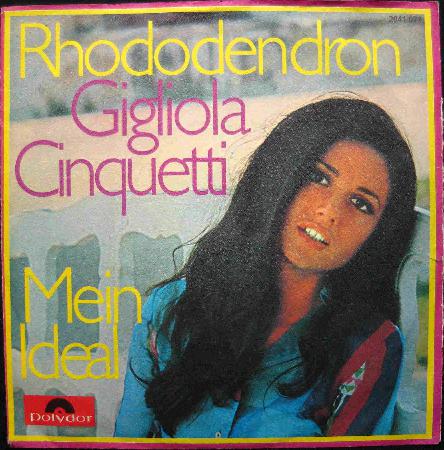 Rhododendron
Gigliola
Cinquetti
Mein
Ideal
Polydor